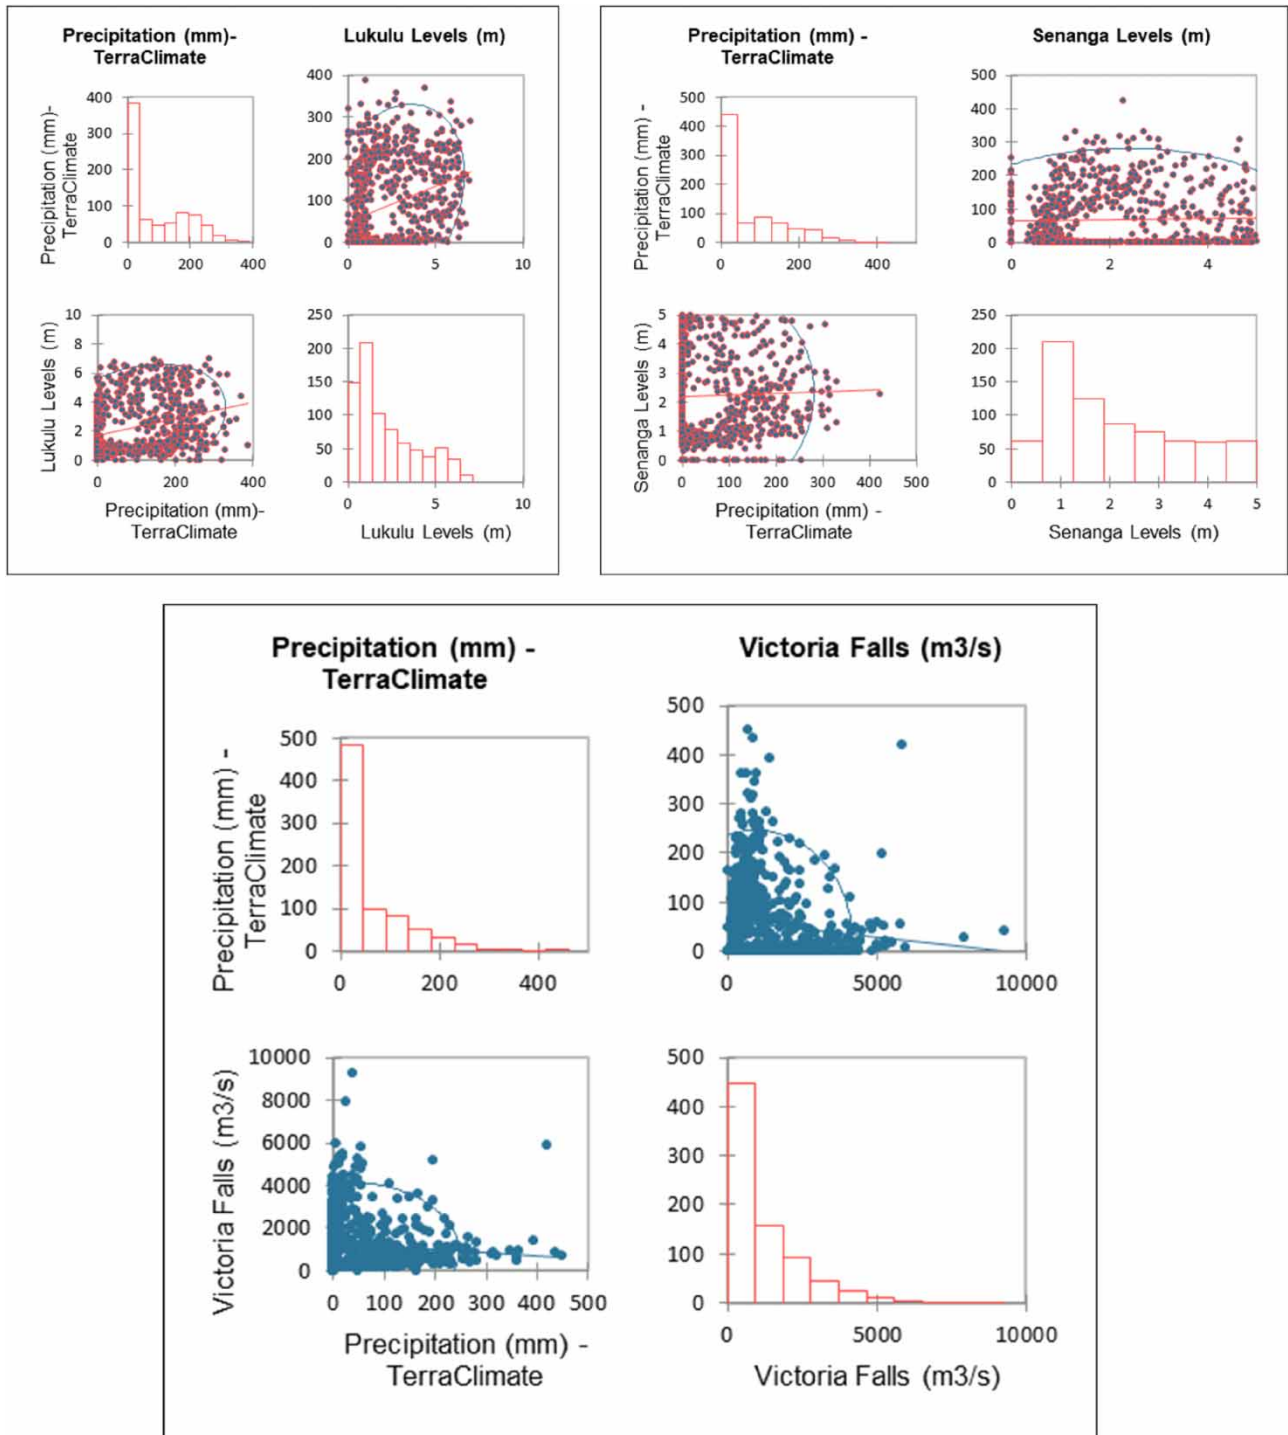 Precipitation (mm)-
TerraClimate
Lukulu Levels (m)
Precipitation (mm)-
TerraClimate
400
300
200
100
0
0 200 400
400
300
200
100
0
0 5 10
Lukulu Levels (m)
10
8
6
4
2
0
0 200 400
Precipitation (mm)-
TerraClimate
250
200
150
100
50
0
0 5 10
Lukulu Levels (m)
Precipitation (mm) -
TerraClimate
Senanga Levels (m)
Precipitation (mm) -
TerraClimate
500
400
300
200
100
0
0 200 400
500
400
300
200
100
0
0 2 4
Senanga Levels (m)
5
4
3
2
1
0
0 100 200 300 400 500
Precipitation (mm) -
TerraClimate
250
200
150
100
50
0
0 1 2 3 4 5
Senanga Levels (m)
Precipitation (mm) -
TerraClimate
Victoria Falls (m3/s)
Precipitation (mm) -
TerraClimate
500
400
300
200
100
0
0 200 400
500
400
300
200
100
0
0 5000 10000
Victoria Falls (m3/s)
10000
8000
6000
4000
2000
0
0 100 200 300 400 500
Precipitation (mm) -
TerraClimate
500
400
300
200
100
0
0 5000 10000
Victoria Falls (m3/s)